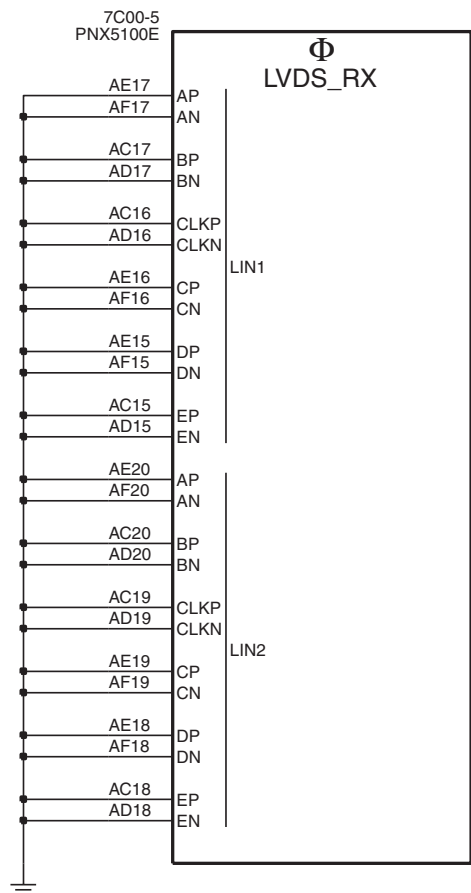 7C00-5
PNX5100E
Φ
LVDS_RX
AE17 AP
AF17 AN
AC17 BP
AD17 BN
AC16 CLKP
AD16 CLKN
LIN1
AE16 CP
AF16 CN
AE15 DP
AF15 DN
AC15 EP
AD15 EN
AE20 AP
AF20 AN
AC20 BP
AD20 BN
AC19 CLKP
AD19 CLKN
LIN2
AE19 CP
AF19 CN
AE18 DP
AF18 DN
AC18 EP
AD18 EN